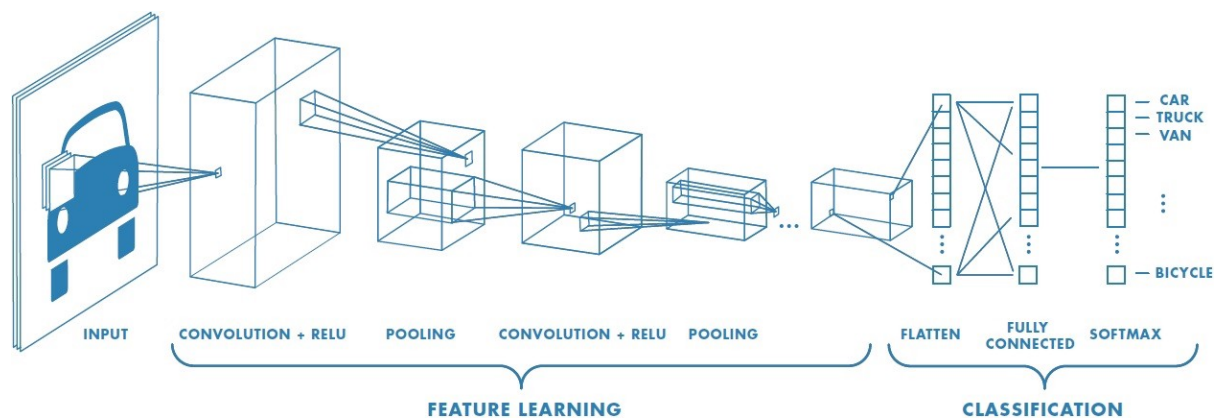 CAR
TRUCK
VAN
BICYCLE
INPUT
CONVOLUTION + RELU
POOLING
CONVOLUTION + RELU
POOLING
FLATTEN
FULLY
CONNECTED
SOFTMAX
FEATURE LEARNING
CLASSIFICATION